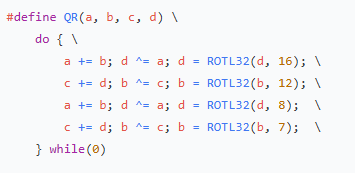 #define QR(a, b, c, d) \
    do { \
        a += b; d ^= a; d = ROTL32(d, 16); \
        c += d; b ^= c; b = ROTL32(b, 12); \
        a += b; d ^= a; d = ROTL32(d, 8);  \
        c += d; b ^= c; b = ROTL32(b, 7);  \
    } while(0)